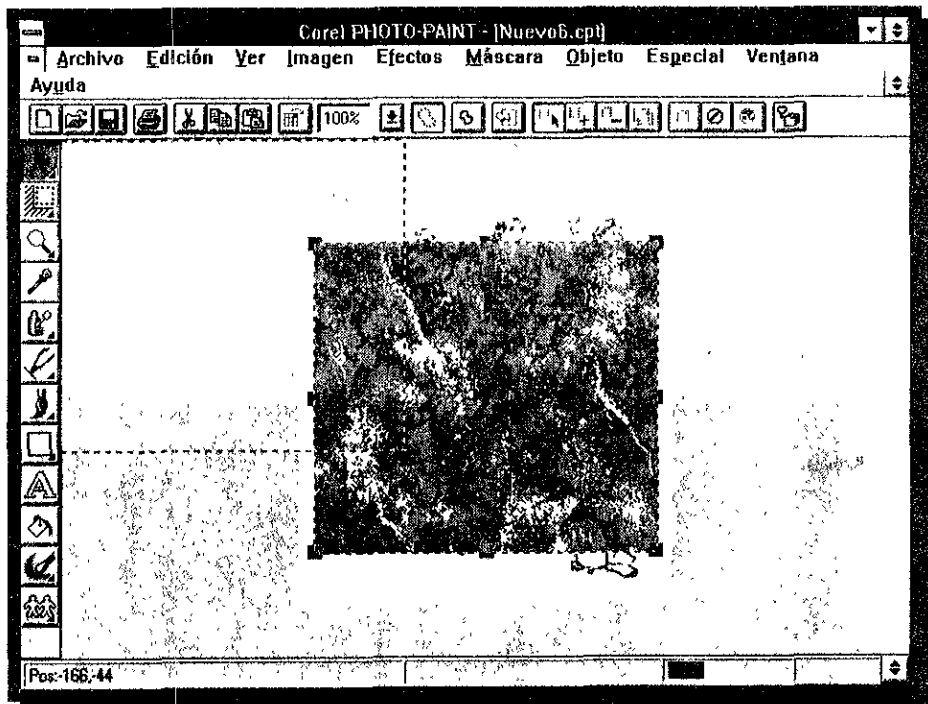 Corel PHOTO-PAINT - [Nuevo6.cpt]
Archivo Edición Ver Imagen Efectos Máscara Objeto Especial Ventana
Ayuda
100%
Pos:-166,-44